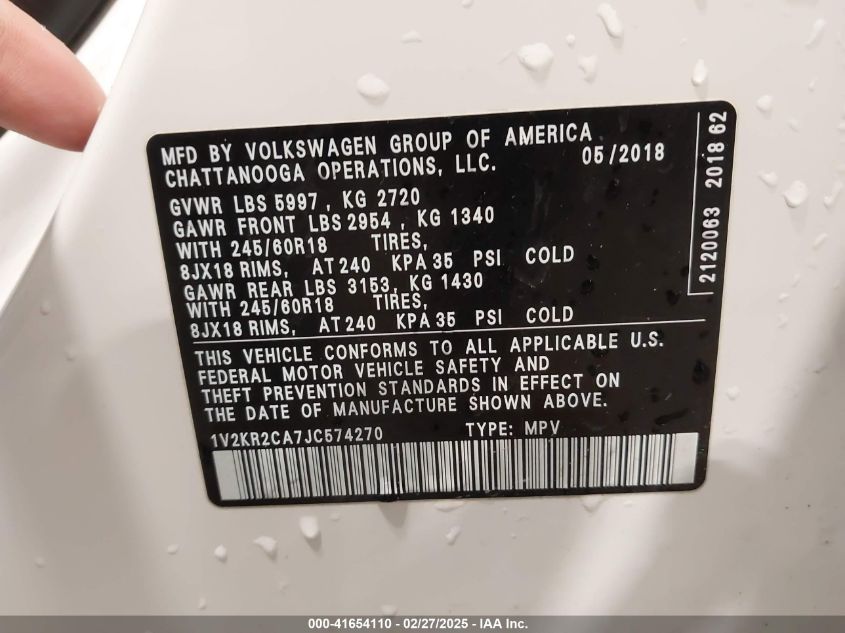 MFD BY VOLKSWAGEN GROUP OF AMERICA
CHATTANOOGA OPERATIONS, LLC. 05/2018
GVWR LBS 5997 , KG 2720
GAWR FRONT LBS 2954 , KG 1340
WITH 245/60R18 TIRES,
8JX18 RIMS, AT 240 KPA 35 PSI COLD
GAWR REAR LBS 3153, KG 1430
WITH 245/60R18 TIRES,
8JX18 RIMS, AT 240 KPA 35 PSI COLD
THIS VEHICLE CONFORMS TO ALL APPLICABLE U.S.
FEDERAL MOTOR VEHICLE SAFETY AND
THEFT PREVENTION STANDARDS IN EFFECT ON
THE DATE OF MANUFACTURE SHOWN ABOVE.
1V2KR2CA7JC574270 TYPE: MPV
2120063 2018 62
000-41654110 - 02/27/2025 - IAA Inc.